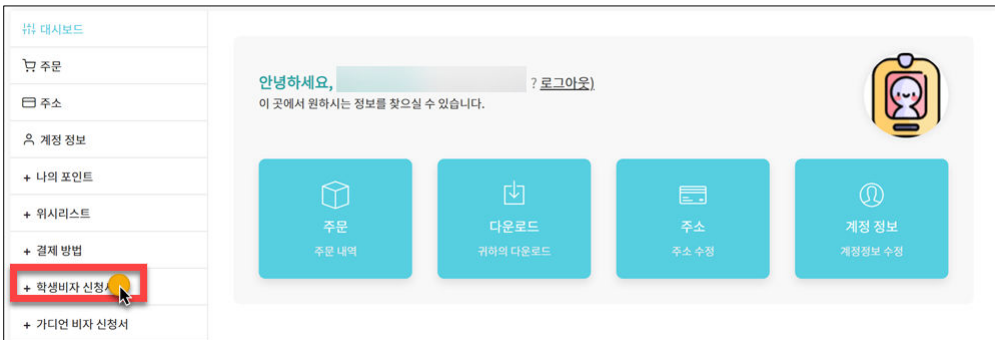 대시보드
주문
주소
계정 정보
+ 나의 포인트
+ 위시리스트
+ 결제 방법
+ 학생비자
+ 가디언 비자 신청서
안녕하세요, ? 로그아웃)
이 곳에서 원하시는 정보를 찾으실 수 있습니다.
주문
주문 내역
다운로드
귀하의 다운로드
주소
주소 수정
계정 정보
계정정보 수정